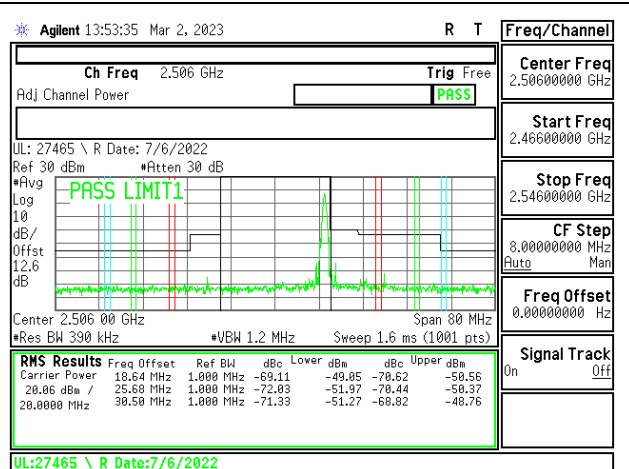 Agilent 13:53:35 Mar 2, 2023 R T
Freq/Channel
Ch Freq 2.506 GHz Trig Free
Adj Channel Power PASS
Center Freq
2.50600000 GHz
Start Freq
2.46600000 GHz
Stop Freq
2.54600000 GHz
CF Step
8.00000000 MHz
Auto Man
Freq Offset
0.00000000 Hz
Signal Track
On Off
UL: 27465 \ R Date: 7/6/2022
Ref 30 dBm #Atten 30 dB
#Avg
Log
10
dB/
Offst
12.6
dB
PASS LIMIT1
Center 2.506 00 GHz Span 80 MHz
#Res BW 390 kHz #VBW 1.2 MHz Sweep 1.6 ms (1001 pts)
RMS Results Freq Offset Ref BW dBc Lower dBm dBc Upper dBm
Carrier Power 18.64 MHz 1.000 MHz -69.11 -49.05 -70.62 -50.56
20.06 dBm / 25.68 MHz 1.000 MHz -72.03 -51.97 -70.44 -50.37
20.0000 MHz 30.50 MHz 1.000 MHz -71.33 -51.27 -68.82 -48.76
UL:27465 \ R Date:7/6/2022